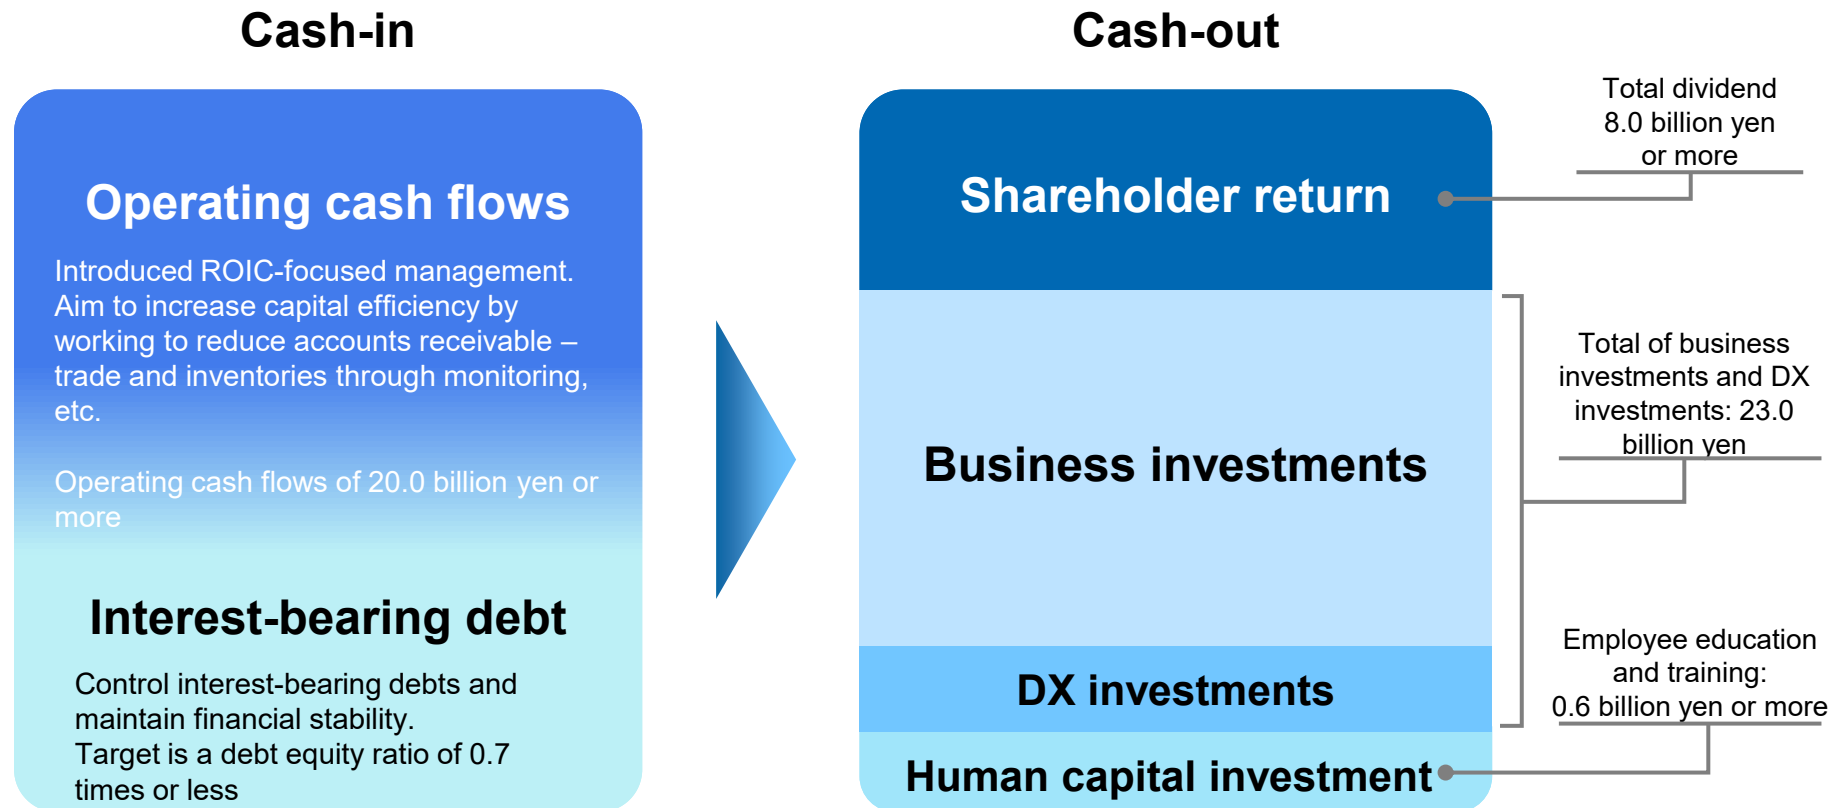 Cash-in
Operating cash flows
Introduced ROIC-focused management.
Aim to increase capital efficiency by
working to reduce accounts receivable –
trade and inventories through monitoring,
etc.
Operating cash flows of 20.0 billion yen or
more
Interest-bearing debt
Control interest-bearing debts and
maintain financial stability.
Target is a debt equity ratio of 0.7
times or less
Cash-out
Shareholder return
Business investments
DX investments
Human capital investment
Total dividend
8.0 billion yen
or more
Total of business
investments and DX
investments: 23.0
billion yen
Employee education
and training:
0.6 billion yen or more